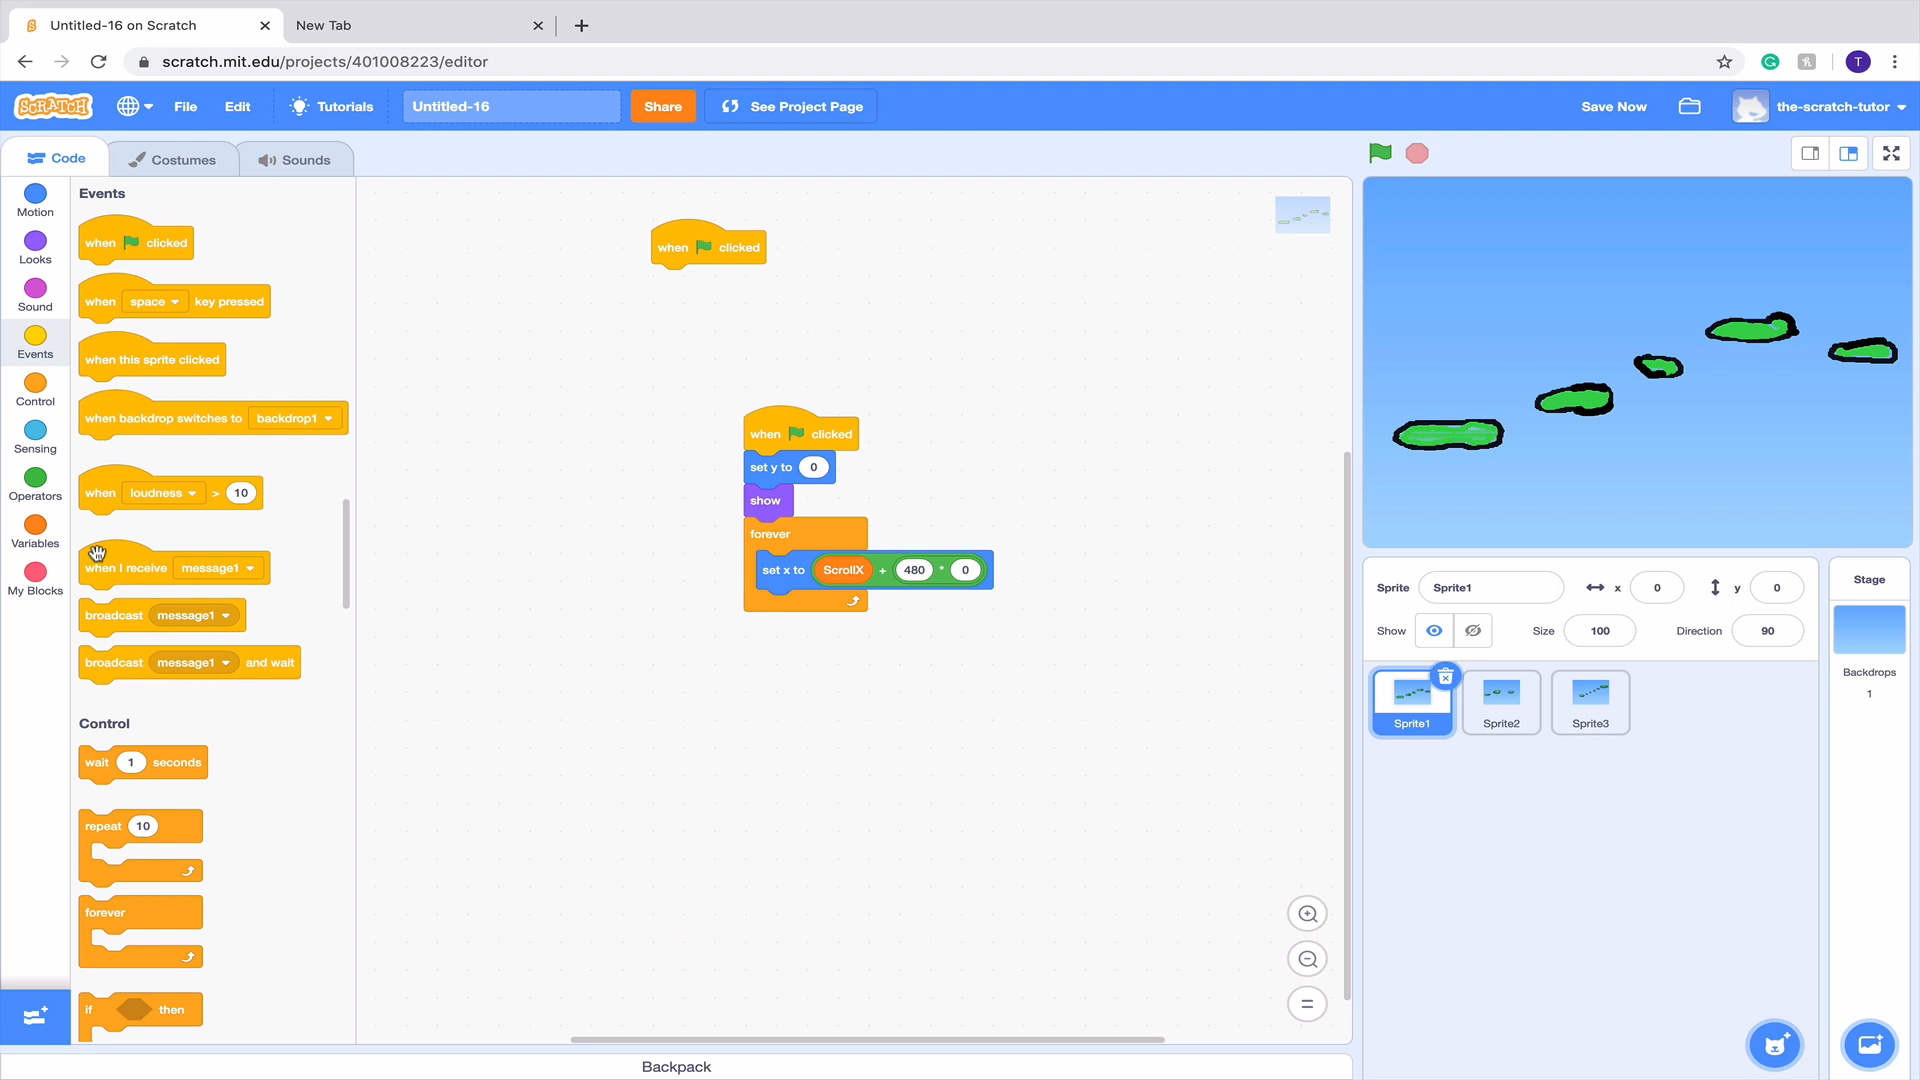 Untitled-16 on Scratch
New Tab
scratch.mit.edu/projects/401008223/editor
T
SCRATCH
File
Edit
Tutorials
Untitled-16
Share
See Project Page
Save Now
the-scratch-tutor
Code
Costumes
Sounds
Motion
Looks
Sound
Events
Control
Sensing
Operators
Variables
My Blocks
Events
when clicked
when space key pressed
when this sprite clicked
when backdrop switches to backdrop1
when loudness > 10
when I receive message1
broadcast message1
broadcast message1 and wait
Control
wait 1 seconds
repeat 10
forever
if then
when clicked
when clicked
set y to 0
show
forever
set x to ScrollX + 480 * 0
Backpack
Sprite Sprite1 x 0 y 0
Show Size 100 Direction 90
Sprite1
Sprite2
Sprite3
Stage
Backdrops
1